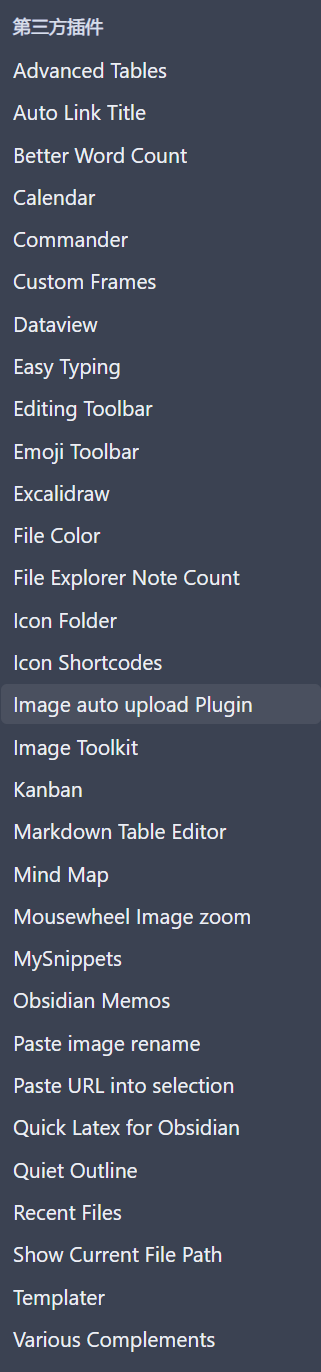 第三方插件
Advanced Tables
Auto Link Title
Better Word Count
Calendar
Commander
Custom Frames
Dataview
Easy Typing
Editing Toolbar
Emoji Toolbar
Excalidraw
File Color
File Explorer Note Count
Icon Folder
Icon Shortcodes
Image auto upload Plugin
Image Toolkit
Kanban
Markdown Table Editor
Mind Map
Mousewheel Image zoom
MySnippets
Obsidian Memos
Paste image rename
Paste URL into selection
Quick Latex for Obsidian
Quiet Outline
Recent Files
Show Current File Path
Templater
Various Complements